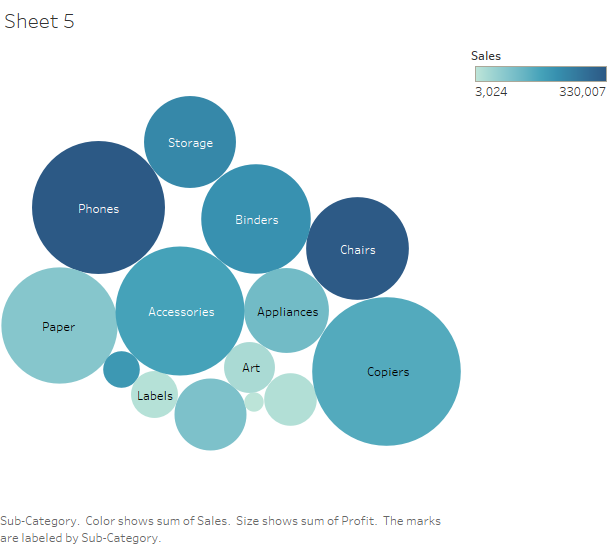 Sheet 5
Sales
3,024 330,007
Storage
Phones
Binders
Chairs
Accessories
Appliances
Paper
Art
Copiers
Labels
Sub-Category. Color shows sum of Sales. Size shows sum of Profit. The marks
are labeled by Sub-Category.